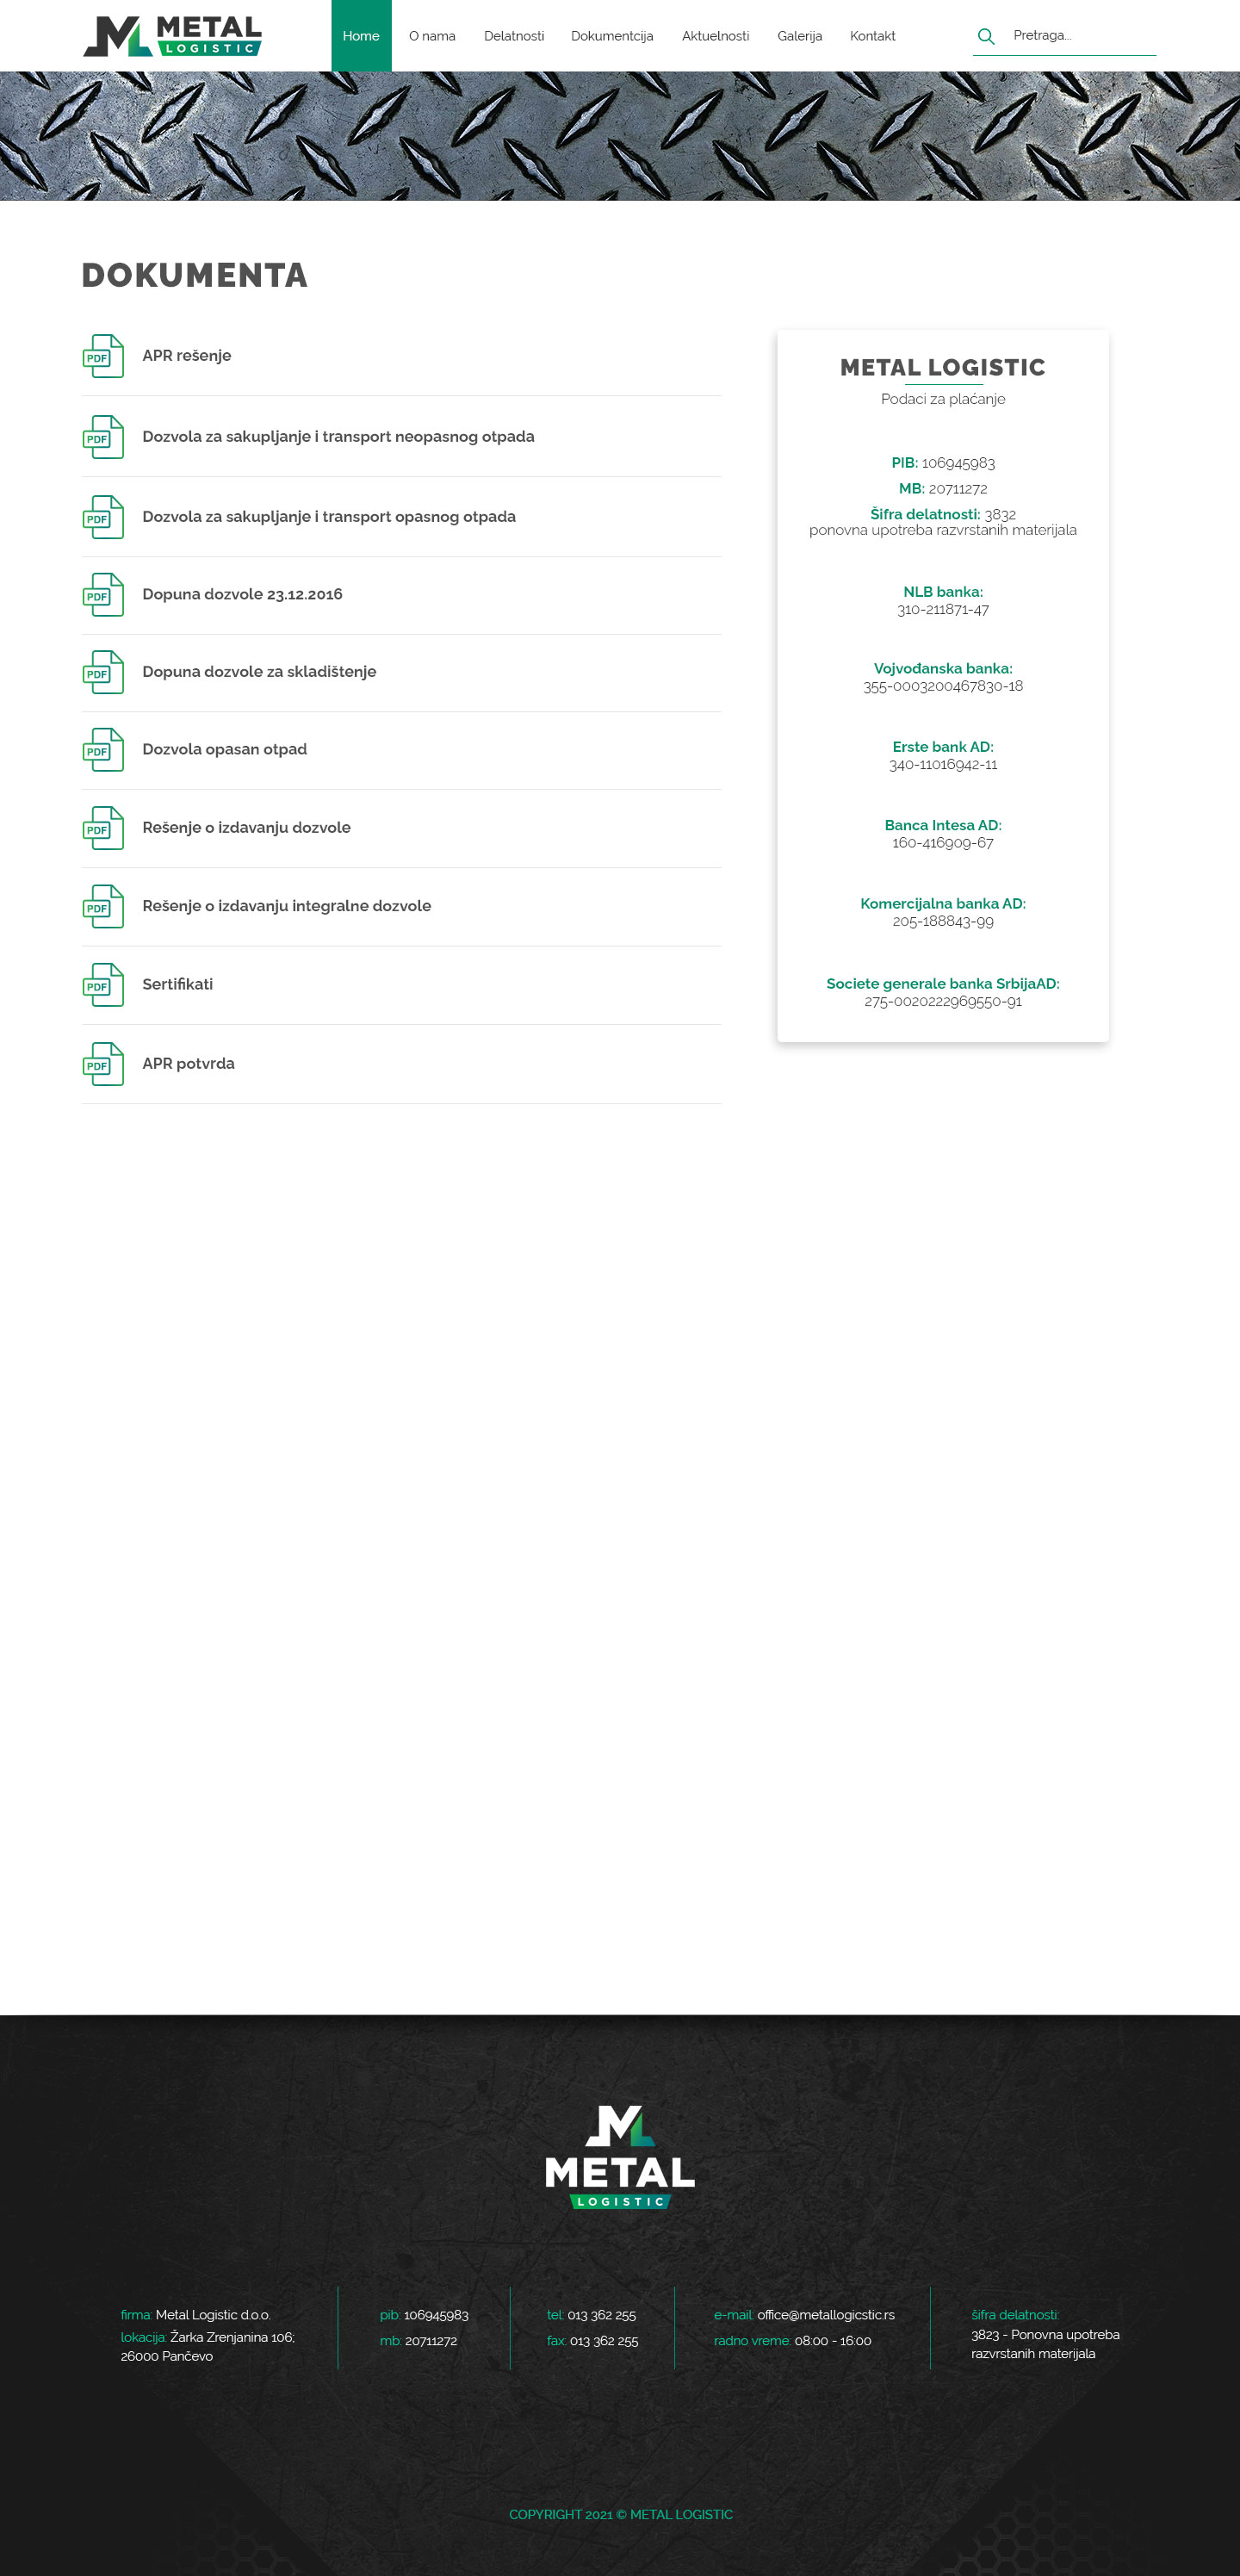 METAL
LOGISTIC
Home O nama Delatnosti Dokumentcija Aktuelnosti Galerija Kontakt
Pretraga...
DOKUMENTA
PDF APR rešenje
PDF Dozvola za sakupljanje i transport neopasnog otpada
PDF Dozvola za sakupljanje i transport opasnog otpada
PDF Dopuna dozvole 23.12.2016
PDF Dopuna dozvole za skladištenje
PDF Dozvola opasan otpad
PDF Rešenje o izdavanju dozvole
PDF Rešenje o izdavanju integralne dozvole
PDF Sertifikati
PDF APR potvrda
METAL LOGISTIC
Podaci za plaćanje
PIB: 106945983
MB: 20711272
Šifra delatnosti: 3832
ponovna upotreba razvrstanih materijala
NLB banka:
310-211871-47
Vojvođanska banka:
355-0003200467830-18
Erste bank AD:
340-11016942-11
Banca Intesa AD:
160-416909-67
Komercijalna banka AD:
205-188843-99
Societe generale banka SrbijaAD:
275-0020222969550-91
METAL
LOGISTIC
firma: Metal Logistic d.o.o.
lokacija: Žarka Zrenjanina 106;
26000 Pančevo
pib: 106945983
mb: 20711272
tel: 013 362 255
fax: 013 362 255
e-mail: office@metallogicstic.rs
radno vreme: 08:00 - 16:00
šifra delatnosti:
3823 - Ponovna upotreba
razvrstanih materijala
COPYRIGHT 2021 © METAL LOGISTIC